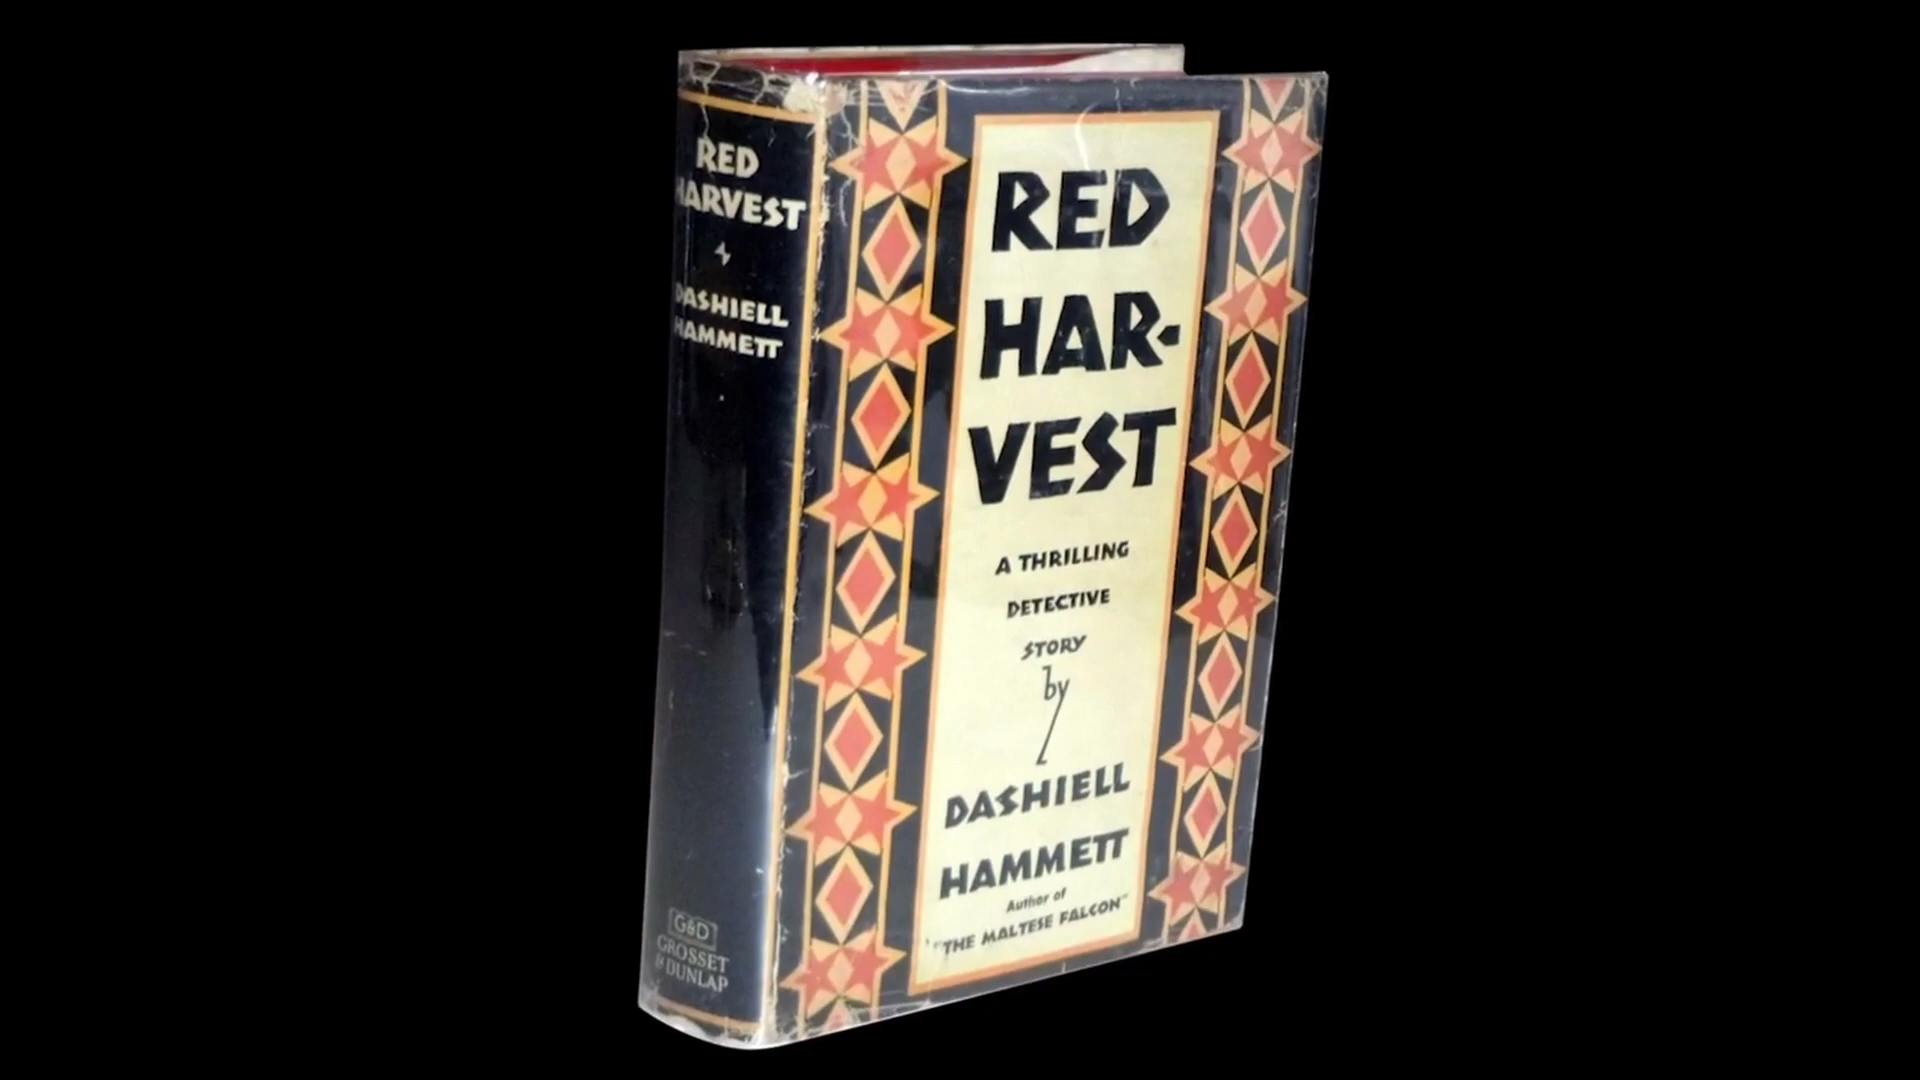 RED
HARVEST
DASHIELL
HAMMETT
G&D
GROSSET
& DUNLAP
RED
HAR-
VEST
A THRILLING
DETECTIVE
STORY
by
DASHIELL
HAMMETT
Author of
"THE MALTESE FALCON"